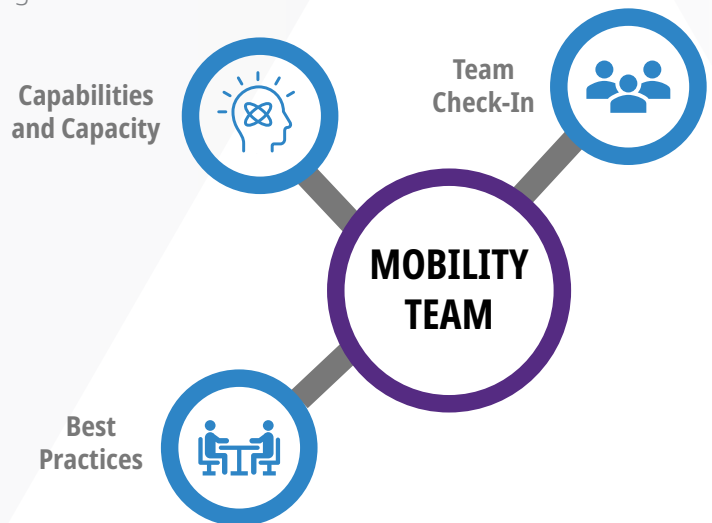 Capabilities
and Capacity
Team
Check-In
MOBILITY
TEAM
Best
Practices